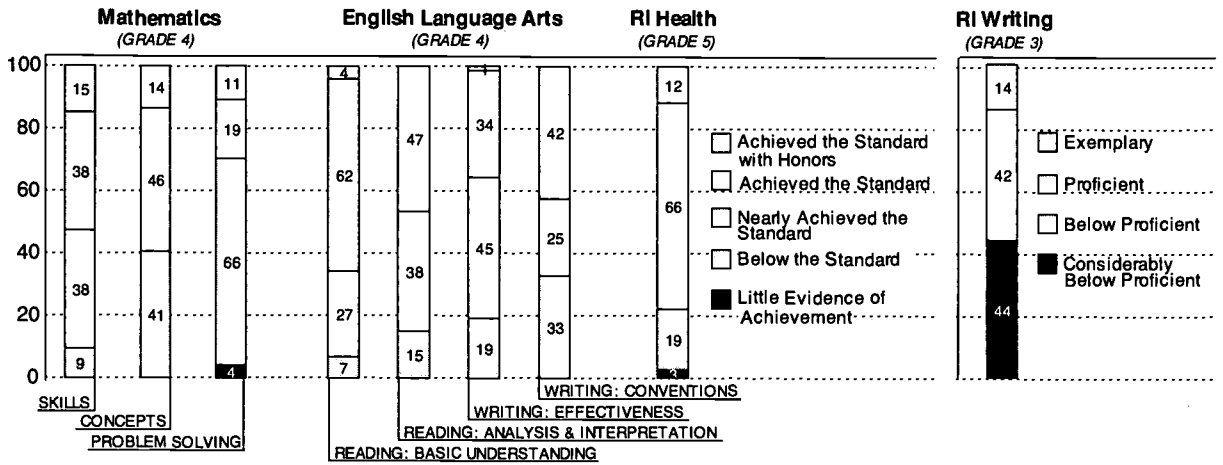 Mathematics
(GRADE 4)
English Language Arts
(GRADE 4)
RI Health
(GRADE 5)
RI Writing
(GRADE 3)
100
80
60
40
20
0
15
38
38
9
14
46
41
11
19
66
4
4
62
27
7
47
38
15
1
34
45
19
42
25
33
12
66
19
3
Achieved the Standard
with Honors
Achieved the Standard
Nearly Achieved the
Standard
Below the Standard
Little Evidence of
Achievement
14
42
44
Exemplary
Proficient
Below Proficient
Considerably
Below Proficient
SKILLS
CONCEPTS
PROBLEM SOLVING
WRITING: CONVENTIONS
WRITING: EFFECTIVENESS
READING: ANALYSIS & INTERPRETATION
READING: BASIC UNDERSTANDING